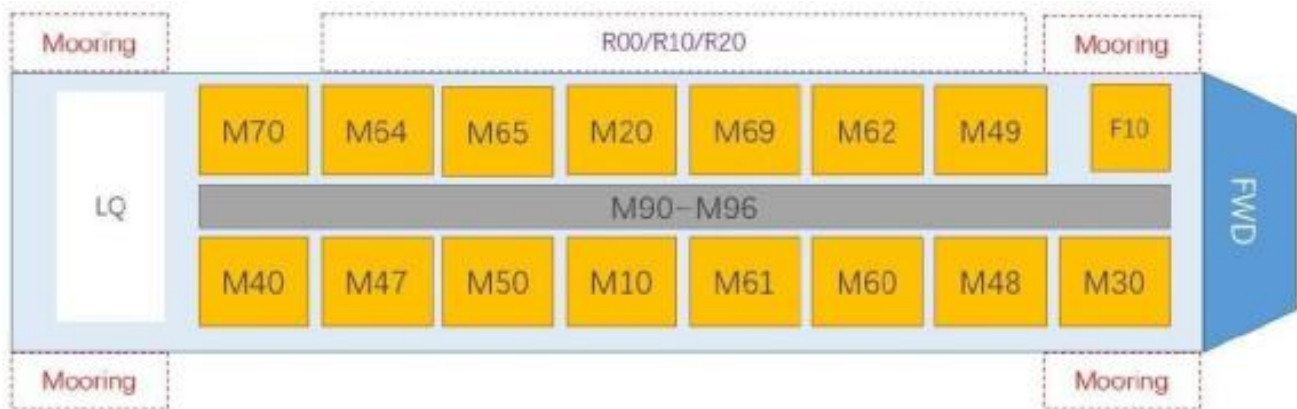 Mooring
R00/R10/R20
Mooring
M70
M64
M65
M20
M69
M62
M49
F10
LQ
M90-M96
FWD
M40
M47
M50
M10
M61
M60
M48
M30
Mooring
Mooring